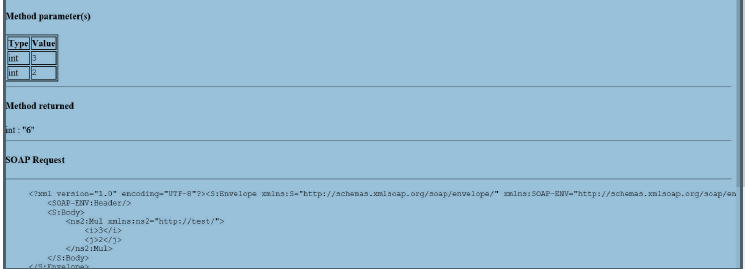 Method parameter(s)
Type Value
int 3
int 2
Method returned
int : "6"
SOAP Request
<?xml version="1.0" encoding="UTF-8"?><S:Envelope xmlns:S="http://schemas.xmlsoap.org/soap/envelope/" xmlns:SOAP-ENV="http://schemas.xmlsoap.org/soap/en
<SOAP-ENV:Header/>
<S:Body>
<ns2:Mul xmlns:ns2="http://test/">
<i>3</i>
<j>2</j>
</ns2:Mul>
</S:Body>
</S:Envelope>